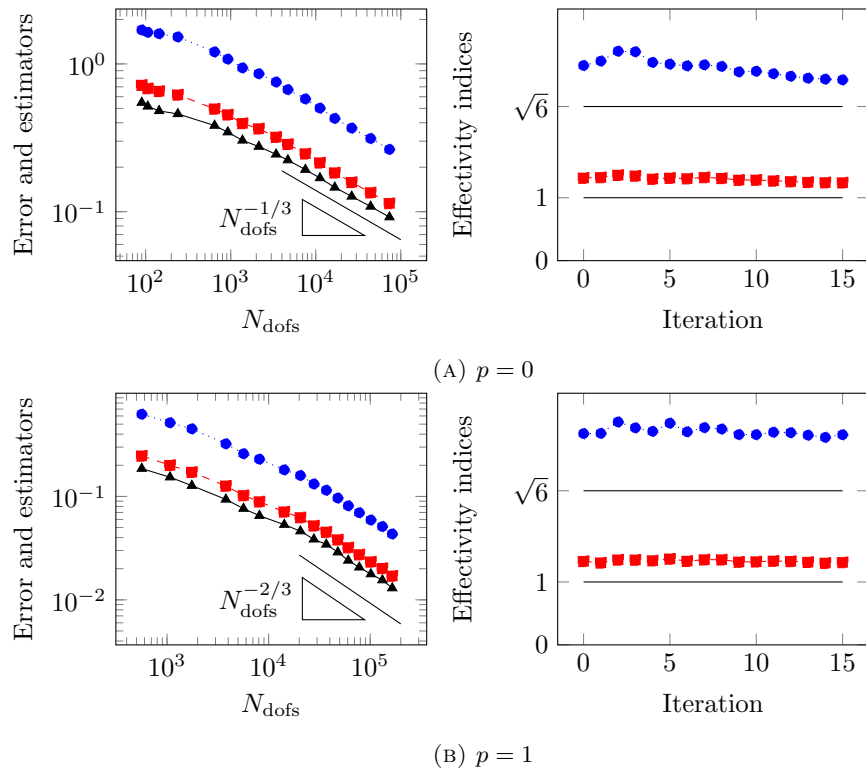 Error and estimators
10^0
10^{-1}
N_dofs^{-1/3}
10^2 10^3 10^4 10^5
N_dofs
Effectivity indices
√6
1
0
0 5 10 15
Iteration
(A) p = 0
Error and estimators
10^{-1}
10^{-2}
N_dofs^{-2/3}
10^3 10^4 10^5
N_dofs
Effectivity indices
√6
1
0
0 5 10 15
Iteration
(B) p = 1